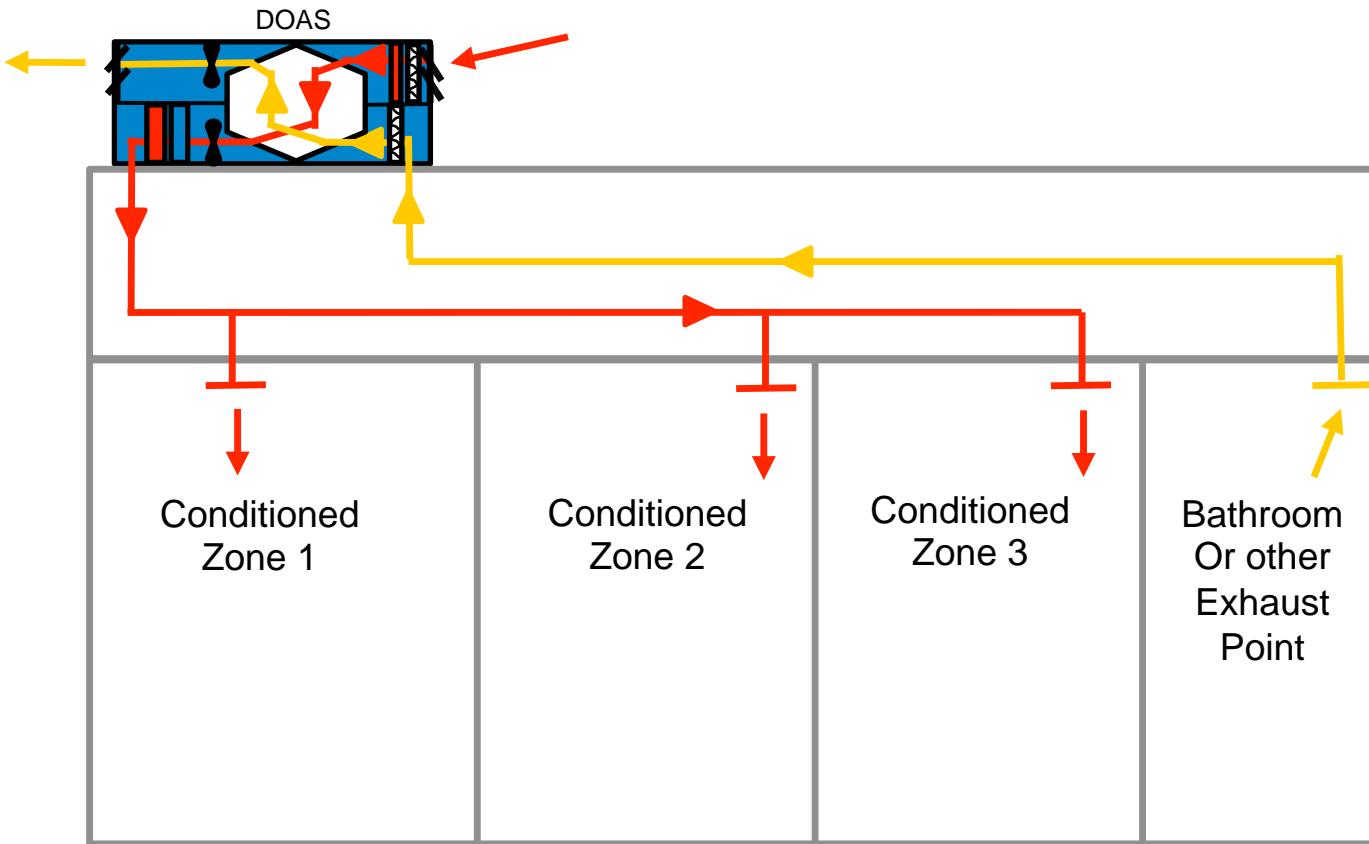 DOAS
Conditioned
Zone 1
Conditioned
Zone 2
Conditioned
Zone 3
Bathroom
Or other
Exhaust
Point